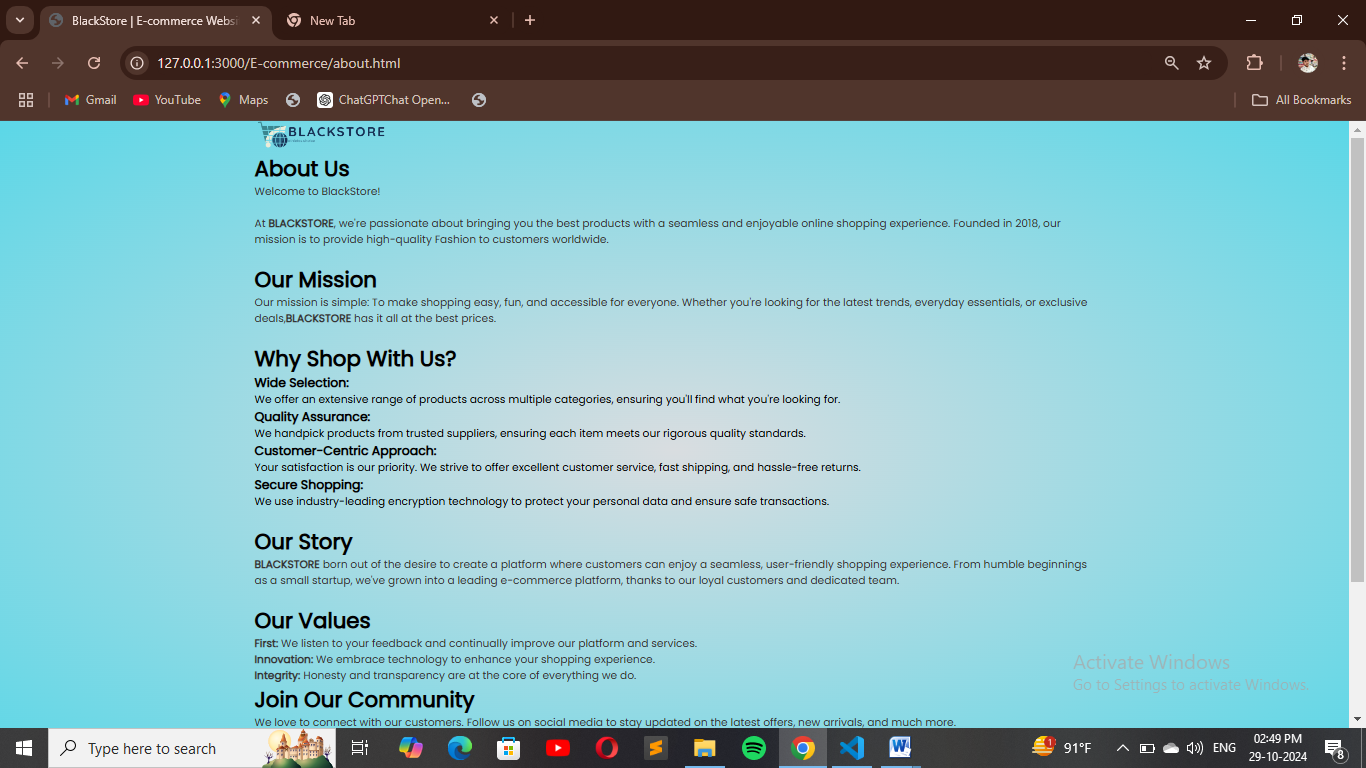 BlackStore | E-commerce Websi
New Tab
127.0.0.1:3000/E-commerce/about.html
Gmail
YouTube
Maps
ChatGPTChat Open...
All Bookmarks
BLACKSTORE
About Us
Welcome to BlackStore!
At BLACKSTORE, we're passionate about bringing you the best products with a seamless and enjoyable online shopping experience. Founded in 2018, our
mission is to provide high-quality Fashion to customers worldwide.
Our Mission
Our mission is simple: To make shopping easy, fun, and accessible for everyone. Whether you're looking for the latest trends, everyday essentials, or exclusive
deals,BLACKSTORE has it all at the best prices.
Why Shop With Us?
Wide Selection:
We offer an extensive range of products across multiple categories, ensuring you'll find what you're looking for.
Quality Assurance:
We handpick products from trusted suppliers, ensuring each item meets our rigorous quality standards.
Customer-Centric Approach:
Your satisfaction is our priority. We strive to offer excellent customer service, fast shipping, and hassle-free returns.
Secure Shopping:
We use industry-leading encryption technology to protect your personal data and ensure safe transactions.
Our Story
BLACKSTORE born out of the desire to create a platform where customers can enjoy a seamless, user-friendly shopping experience. From humble beginnings
as a small startup, we've grown into a leading e-commerce platform, thanks to our loyal customers and dedicated team.
Our Values
First: We listen to your feedback and continually improve our platform and services.
Innovation: We embrace technology to enhance your shopping experience.
Integrity: Honesty and transparency are at the core of everything we do.
Join Our Community
We love to connect with our customers. Follow us on social media to stay updated on the latest offers, new arrivals, and much more.
Activate Windows
Go to Settings to activate Windows.
Type here to search
1
91°F
ENG
02:49 PM
29-10-2024
8